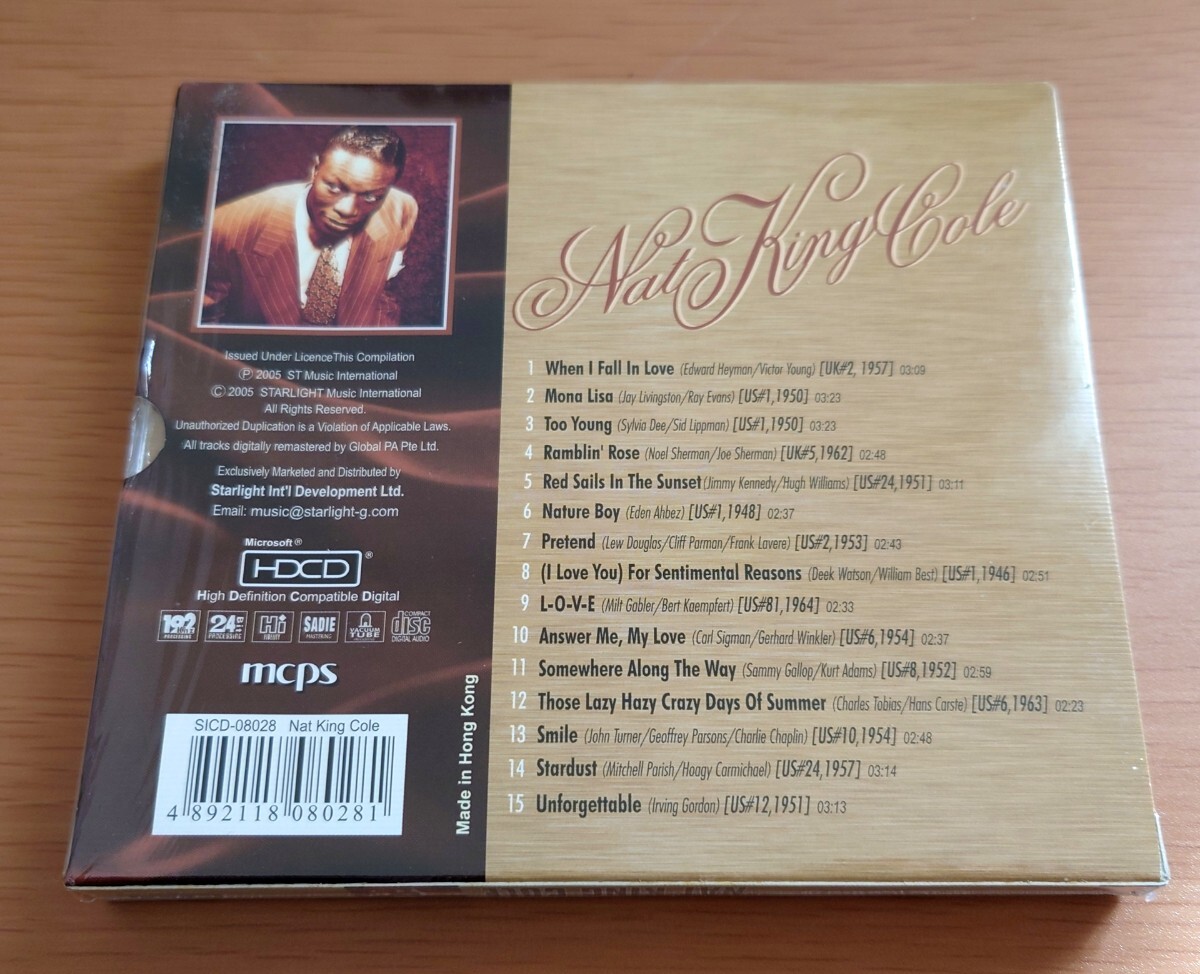 Issued Under LicenceThis Compilation
Ⓟ 2005 ST Music International
© 2005 STARLIGHT Music International
All Rights Reserved.
Unauthorized Duplication is a Violation of Applicable Laws.
All tracks digitally remastered by Global PA Pte Ltd.
Exclusively Marketed and Distributed by
Starlight Int'l Development Ltd.
Email: music@starlight-g.com
Microsoft®
HDCD®
High Definition Compatible Digital
192 24 Bit Hi SADIE VACUUM TUBE COMPACT disc DIGITAL AUDIO
mcps
SICD-08028 Nat King Cole
4 892118 080281
Made in Hong Kong
Nat King Cole
1 When I Fall In Love (Edward Heyman/Victor Young) [UK#2, 1957] 03:09
2 Mona Lisa (Jay Livingston/Ray Evans) [US#1,1950] 03:23
3 Too Young (Sylvia Dee/Sid Lippman) [US#1,1950] 03:23
4 Ramblin' Rose (Noel Sherman/Joe Sherman) [UK#5,1962] 02:48
5 Red Sails In The Sunset (Jimmy Kennedy/Hugh Williams) [US#24,1951] 03:11
6 Nature Boy (Eden Ahbez) [US#1,1948] 02:37
7 Pretend (Lew Douglas/Cliff Parman/Frank Lavere) [US#2,1953] 02:43
8 (I Love You) For Sentimental Reasons (Deek Watson/William Best) [US#1,1946] 02:51
9 L-O-V-E (Milt Gabler/Bert Kaempfert) [US#81,1964] 02:33
10 Answer Me, My Love (Carl Sigman/Gerhard Winkler) [US#6,1954] 02:37
11 Somewhere Along The Way (Sammy Gallop/Kurt Adams) [US#8,1952] 02:59
12 Those Lazy Hazy Crazy Days Of Summer (Charles Tobias/Hans Carste) [US#6,1963] 02:23
13 Smile (John Turner/Geoffrey Parsons/Charlie Chaplin) [US#10,1954] 02:48
14 Stardust (Mitchell Parish/Hoagy Carmichael) [US#24,1957] 03:14
15 Unforgettable (Irving Gordon) [US#12,1951] 03:13